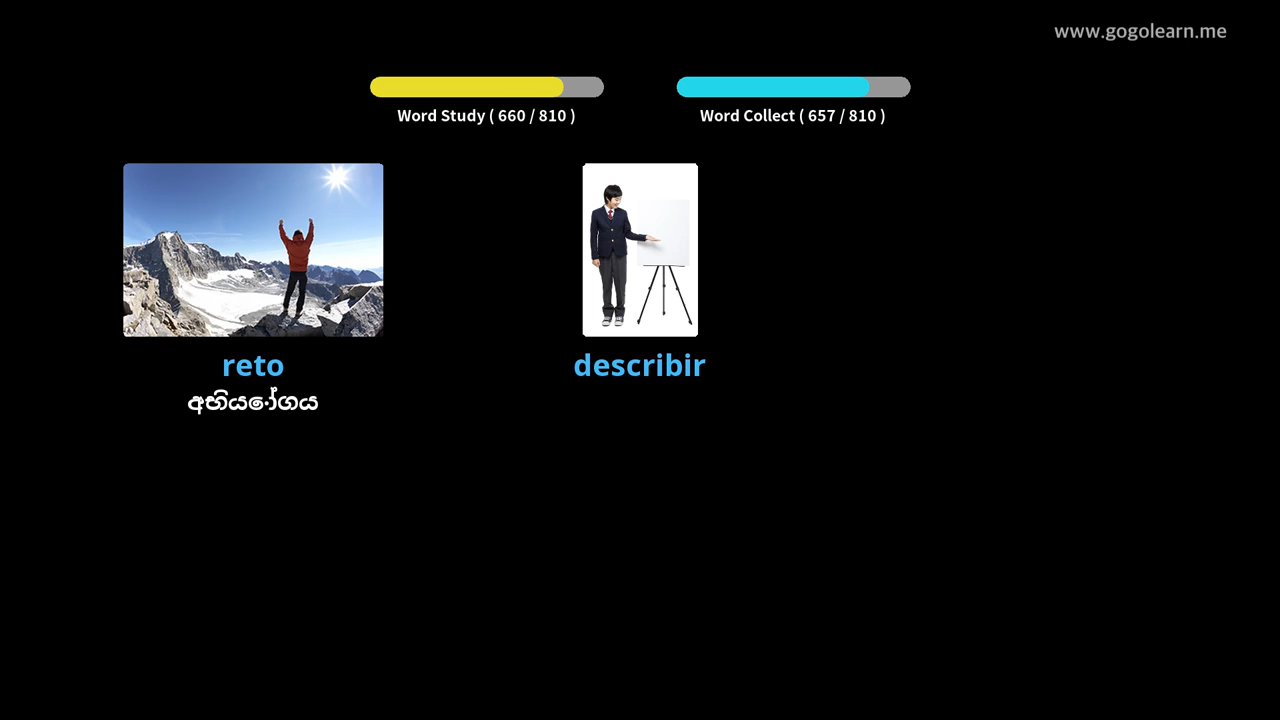 www.gogolearn.me
Word Study ( 660 / 810 )
Word Collect ( 657 / 810 )
reto
අභියෝගය
describir